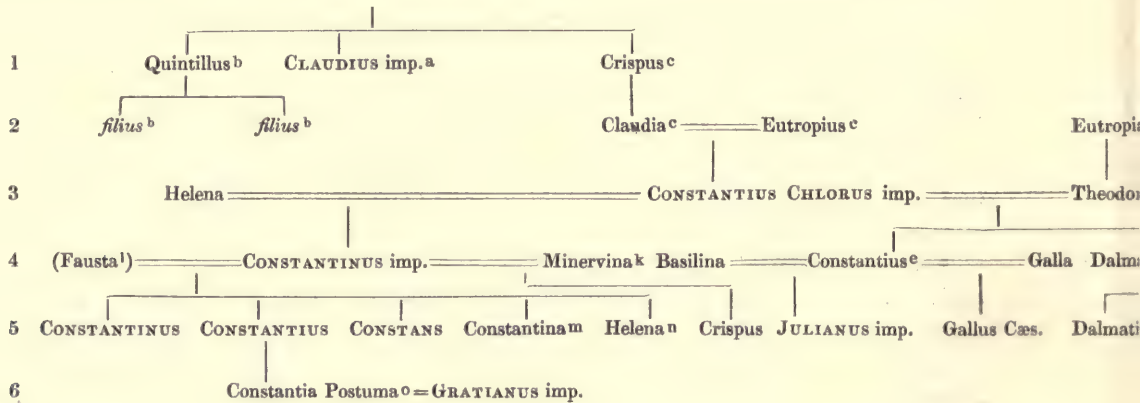 1 Quintillus b CLAUDIUS imp. a Crispus c
2 filius b filius b Claudia c Eutropius c Eutropia
3 Helena CONSTANTIUS CHLORUS imp. Theodor
4 (Fausta l) CONSTANTINUS imp. Minervina k Basilina Constantius e Galla Dalma
5 CONSTANTINUS CONSTANTIUS CONSTANS Constantina m Helena n Crispus JULIANUS imp. Gallus Cæs. Dalmati
6 Constantia Postuma o = GRATIANUS imp.